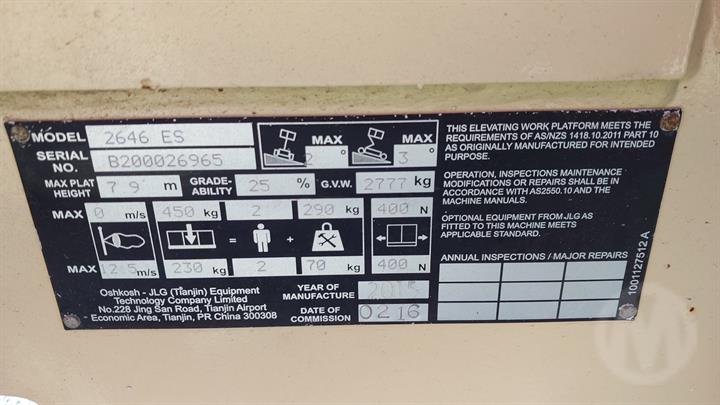 MODEL 2646 ES
SERIAL NO. B200026965
MAX 2°
MAX 3°
MAX PLAT HEIGHT 7.9 m GRADE-ABILITY 25 % G.V.W. 2777 kg
MAX 0 m/s 450 kg 2 290 kg 400 N
= +
MAX 12.5 m/s 230 kg 2 70 kg 400 N
Oshkosh - JLG (Tianjin) Equipment
Technology Company Limited
No.228 Jing San Road, Tianjin Airport
Economic Area, Tianjin, PR China 300308
YEAR OF MANUFACTURE 2015
DATE OF COMMISSION 0216
THIS ELEVATING WORK PLATFORM MEETS THE
REQUIREMENTS OF AS/NZS 1418.10.2011 PART 10
AS ORIGINALLY MANUFACTURED FOR INTENDED
PURPOSE.
OPERATION, INSPECTIONS MAINTENANCE
MODIFICATIONS OR REPAIRS SHALL BE IN
ACCORDANCE WITH AS2550.10 AND THE
MACHINE MANUALS.
OPTIONAL EQUIPMENT FROM JLG AS
FITTED TO THIS MACHINE MEETS
APPLICABLE STANDARD.
ANNUAL INSPECTIONS / MAJOR REPAIRS
1001127512 A
M